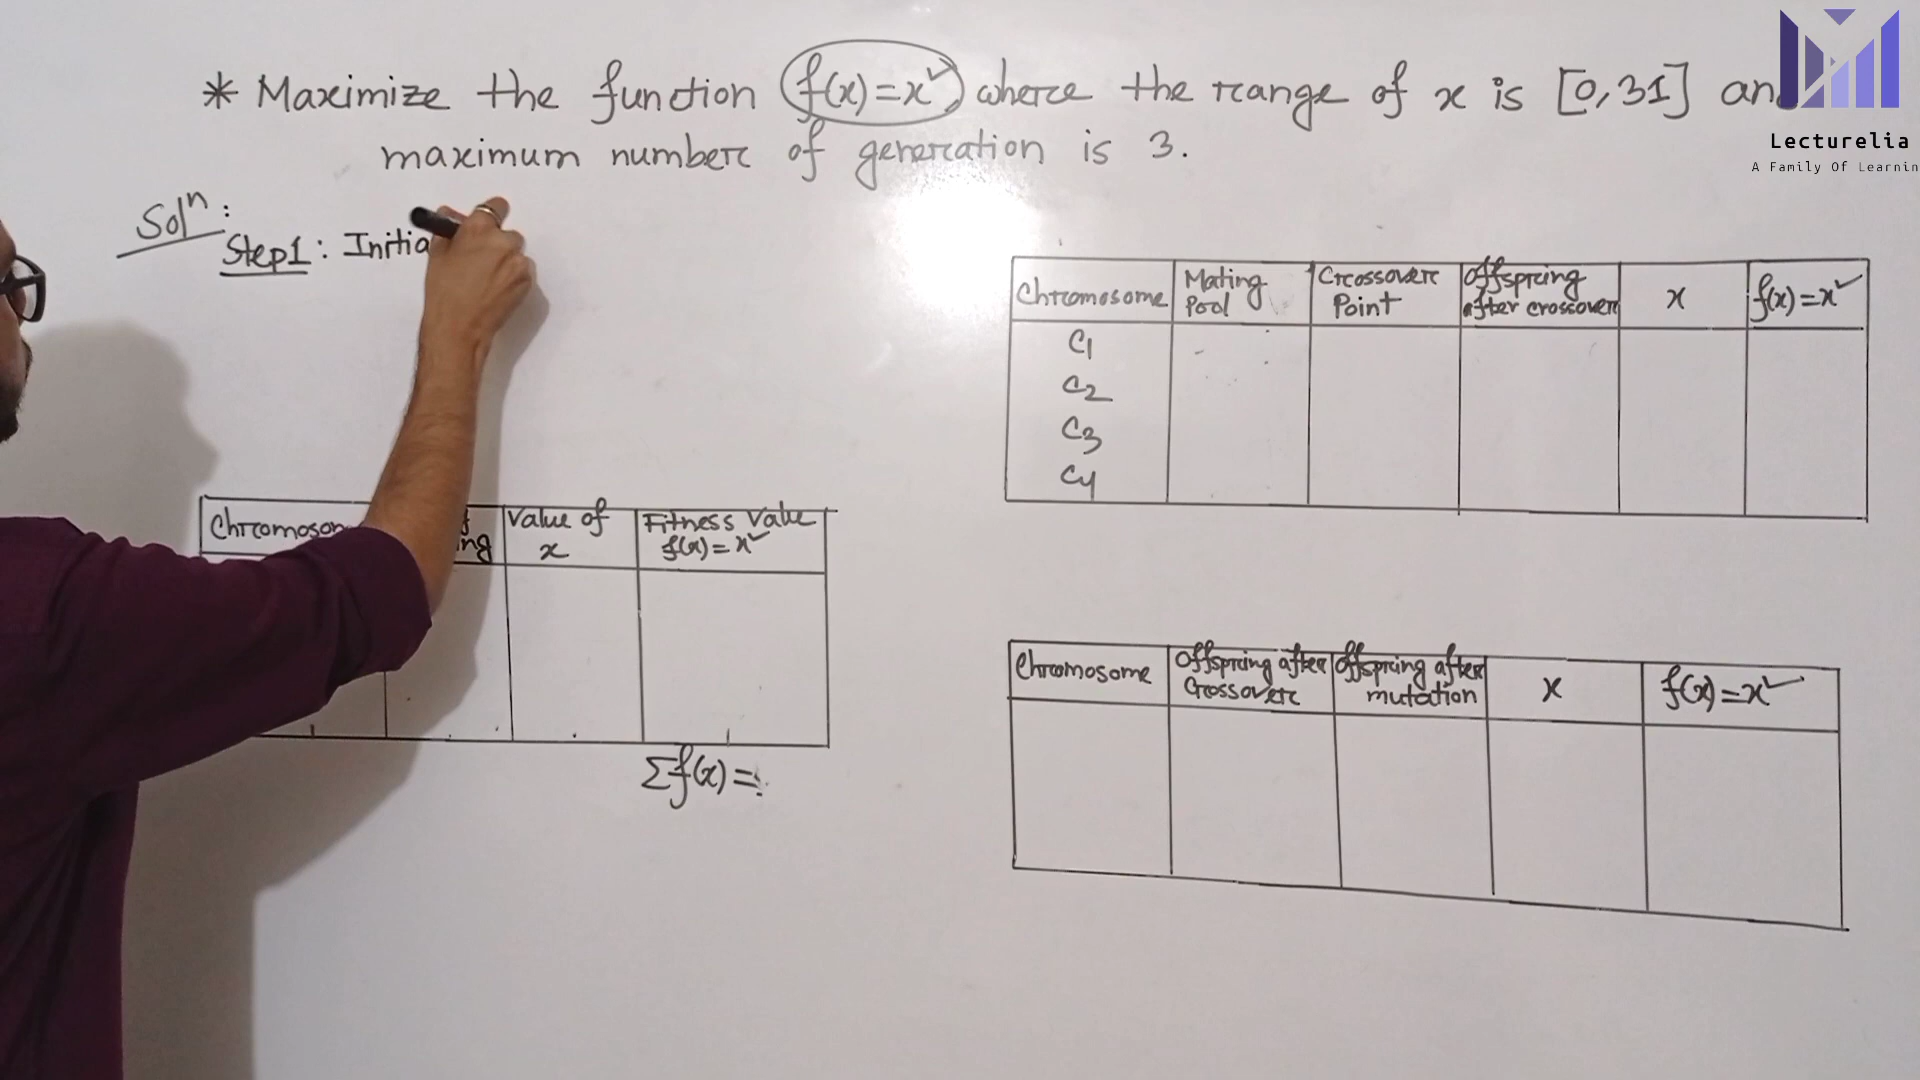 * Maximize the function f(x)=x² where the range of x is [0,31] an
maximum number of generation is 3.
Solⁿ:
Step1: Initia
Chromosome
Mating Pool
Crossover Point
Offspring after crossover
x
f(x)=x²
C1
C2
C3
C4
Value of x
Fitness Value f(x)=x²
Σf(x)=
Chromosome
Offspring after Crossover
Offspring after mutation
x
f(x)=x²
Lecturelia
A Family Of Learnin